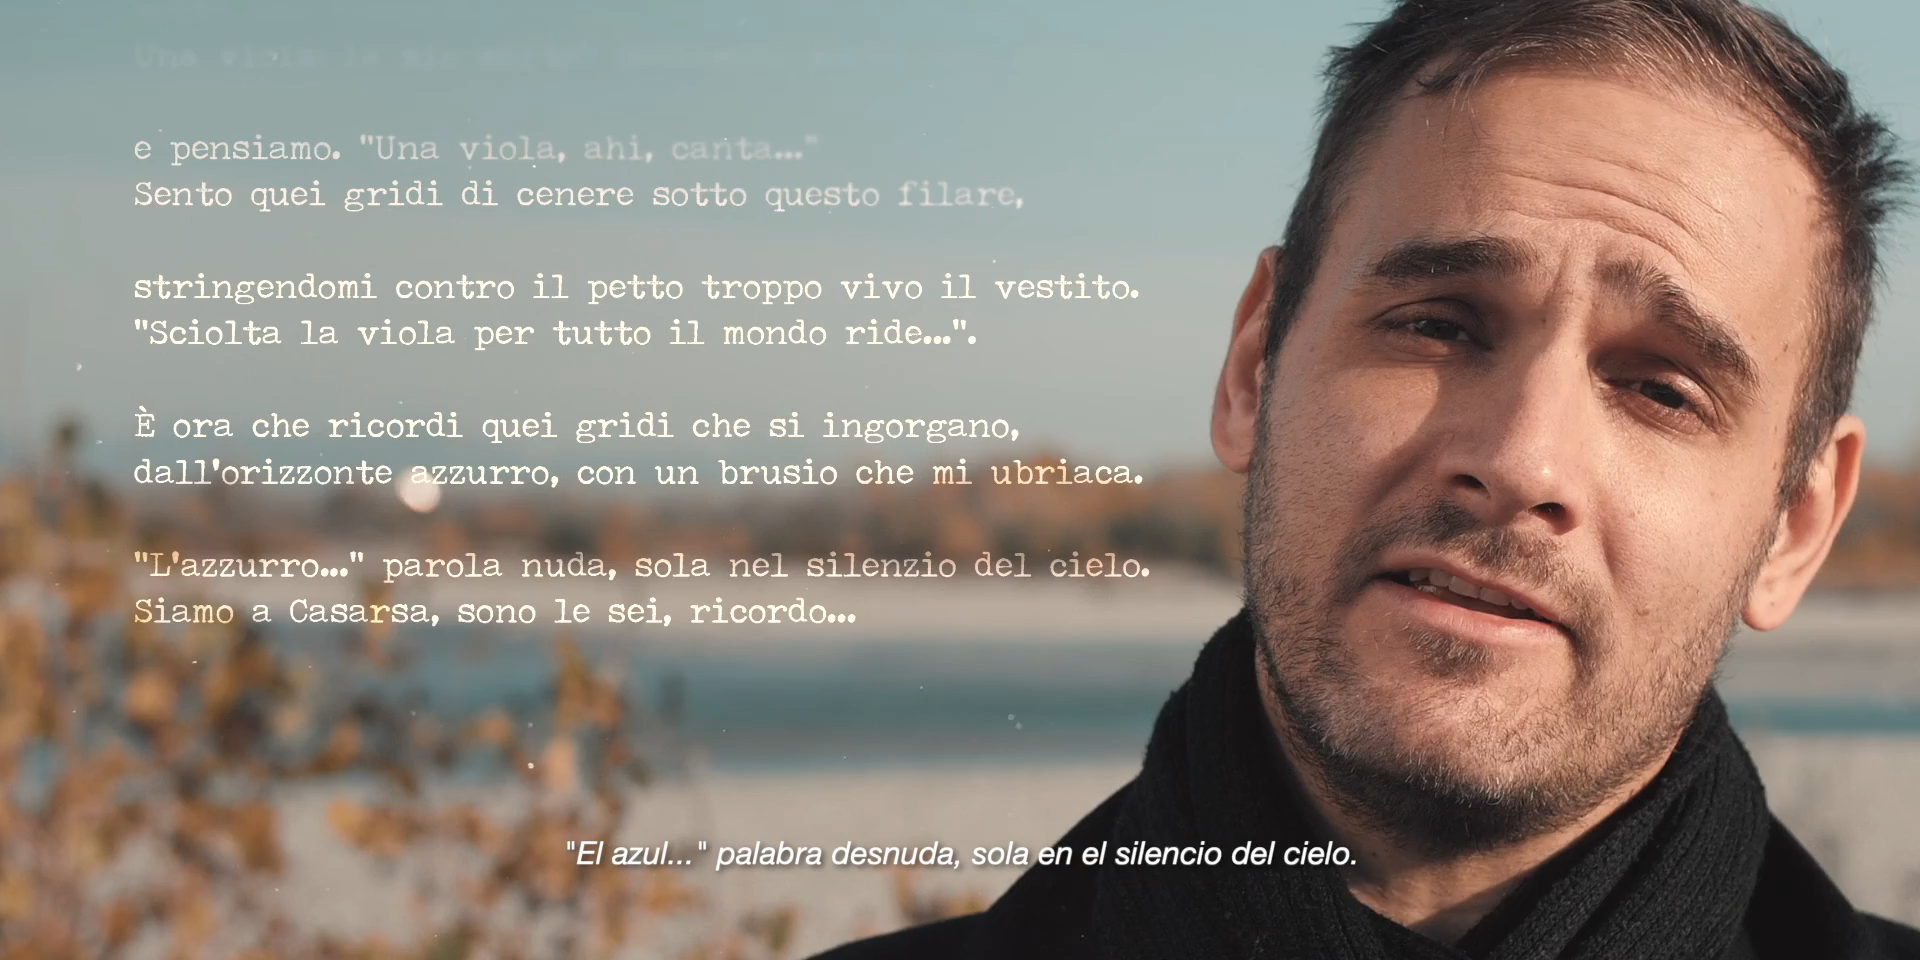 e pensiamo. "Una viola, ahi, canta..."
Sento quei gridi di cenere sotto questo filare,
stringendomi contro il petto troppo vivo il vestito.
"Sciolta la viola per tutto il mondo ride...".
È ora che ricordi quei gridi che si ingorgano,
dall'orizzonte azzurro, con un brusio che mi ubriaca.
"L'azzurro..." parola nuda, sola nel silenzio del cielo.
Siamo a Casarsa, sono le sei, ricordo...
"El azul..." palabra desnuda, sola en el silencio del cielo.